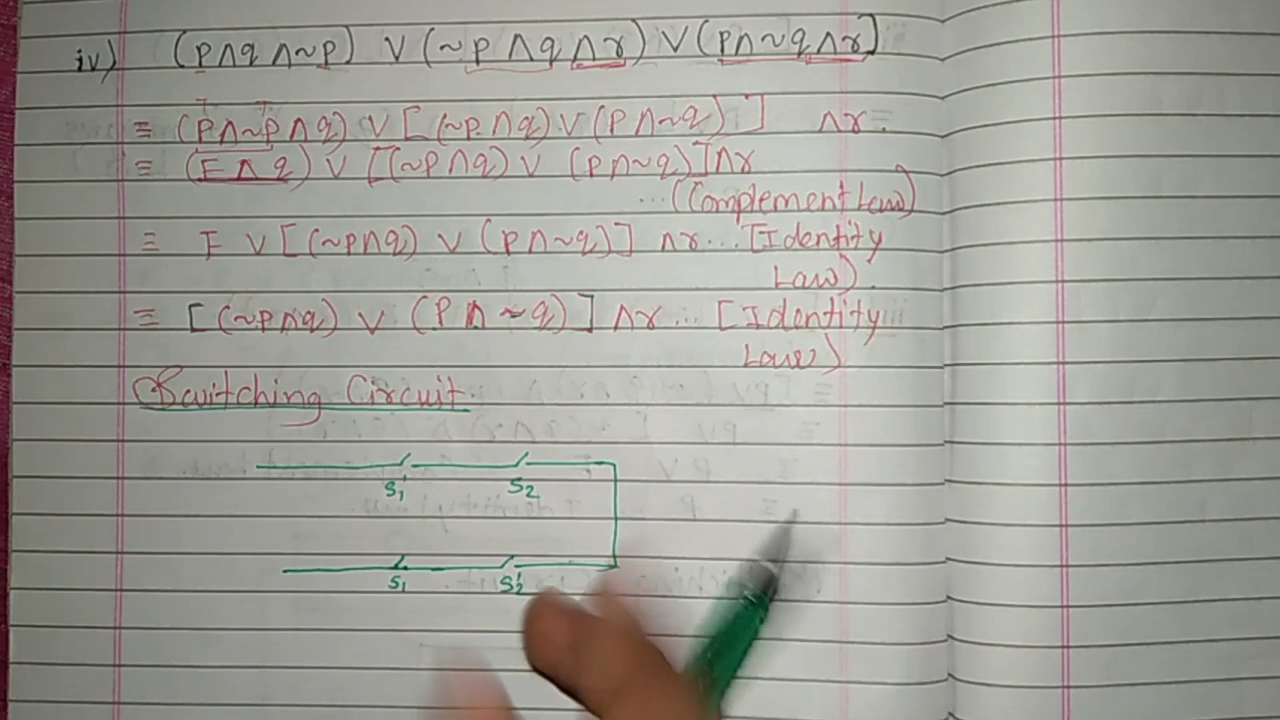 iv) (p∧q∧~p) ∨ (~p∧q∧r) ∨ (p∧~q∧r)
≡ (p∧~p∧q) ∨ [(~p∧q) ∨ (p∧~q)] ∧r
≡ (F∧q) ∨ [(~p∧q) ∨ (p∧~q)]∧r
...(Complement Law)
≡ F ∨ [(~p∧q) ∨ (p∧~q)] ∧r... [Identity
Law)
≡ [(~p∧q) ∨ (p∧~q)] ∧r... [Identity
Law)
Switching Circuit.
S₁' S₂
S₁ S₂'